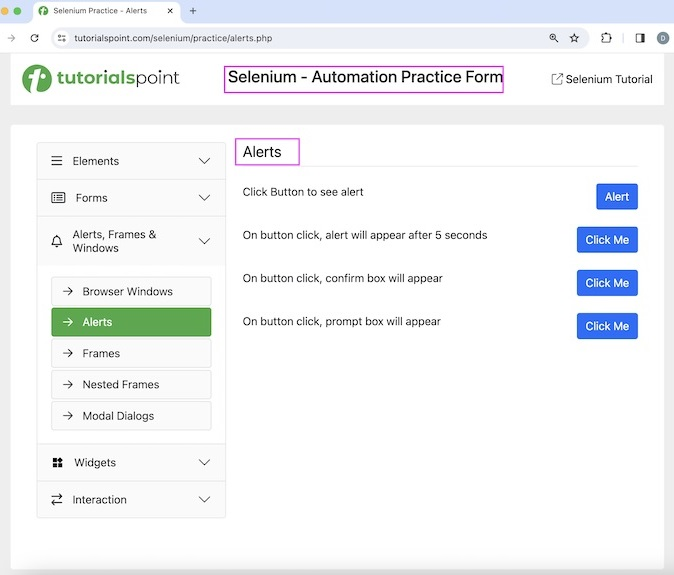 Selenium Practice - Alerts
tutorialspoint.com/selenium/practice/alerts.php
D
tutorialspoint
Selenium - Automation Practice Form
Selenium Tutorial
Elements
Forms
Alerts, Frames &
Windows
Browser Windows
Alerts
Frames
Nested Frames
Modal Dialogs
Widgets
Interaction
Alerts
Click Button to see alert
Alert
On button click, alert will appear after 5 seconds
Click Me
On button click, confirm box will appear
Click Me
On button click, prompt box will appear
Click Me